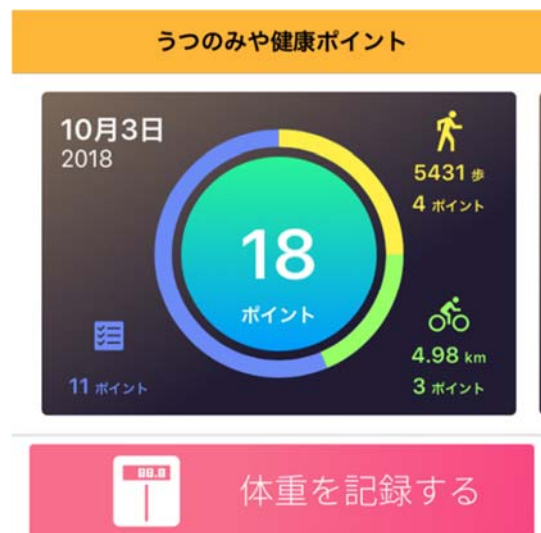 うつのみや健康ポイント
10月3日
2018
5431 歩
4 ポイント
18
ポイント
11 ポイント
4.98 km
3 ポイント
体重を記録する